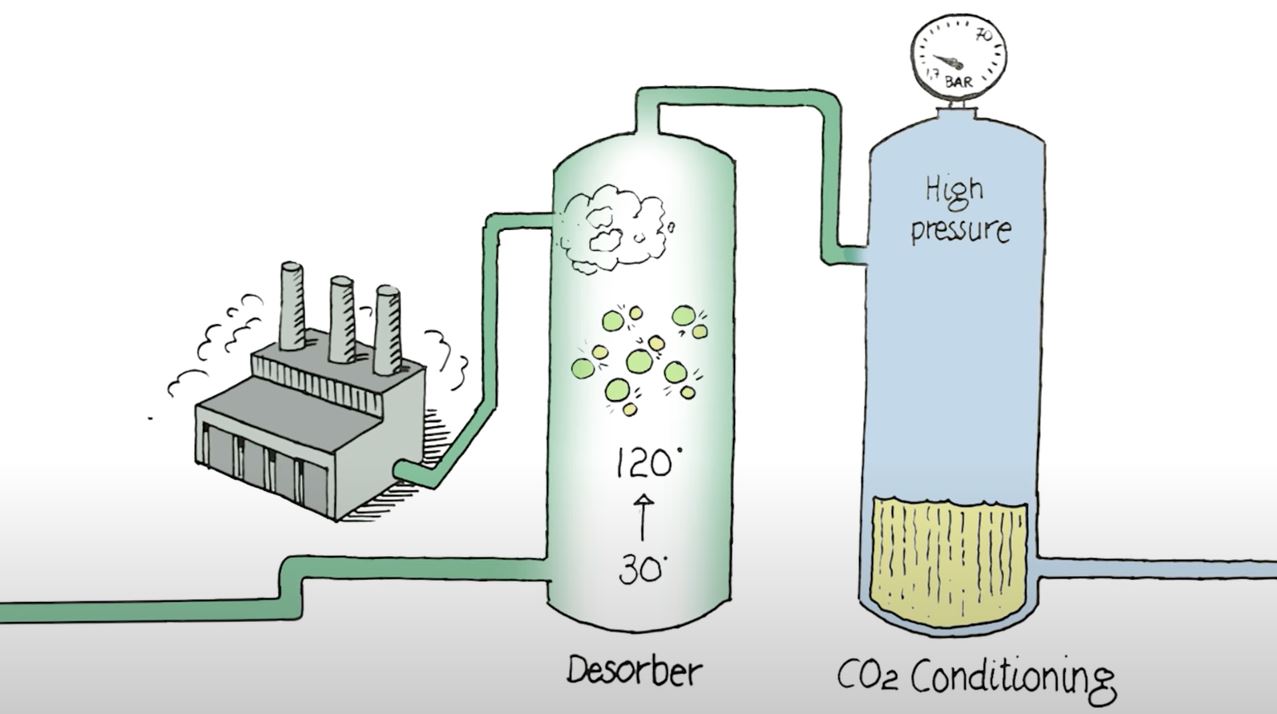 70
1,7 BAR
High
pressure
120°
30°
Desorber
CO2 Conditioning